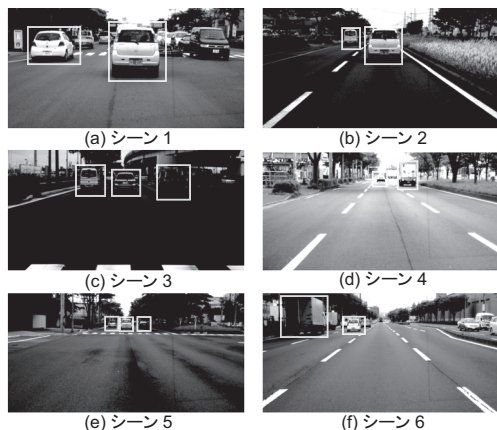 (a) シーン 1
(b) シーン 2
(c) シーン 3
(d) シーン 4
(e) シーン 5
(f) シーン 6